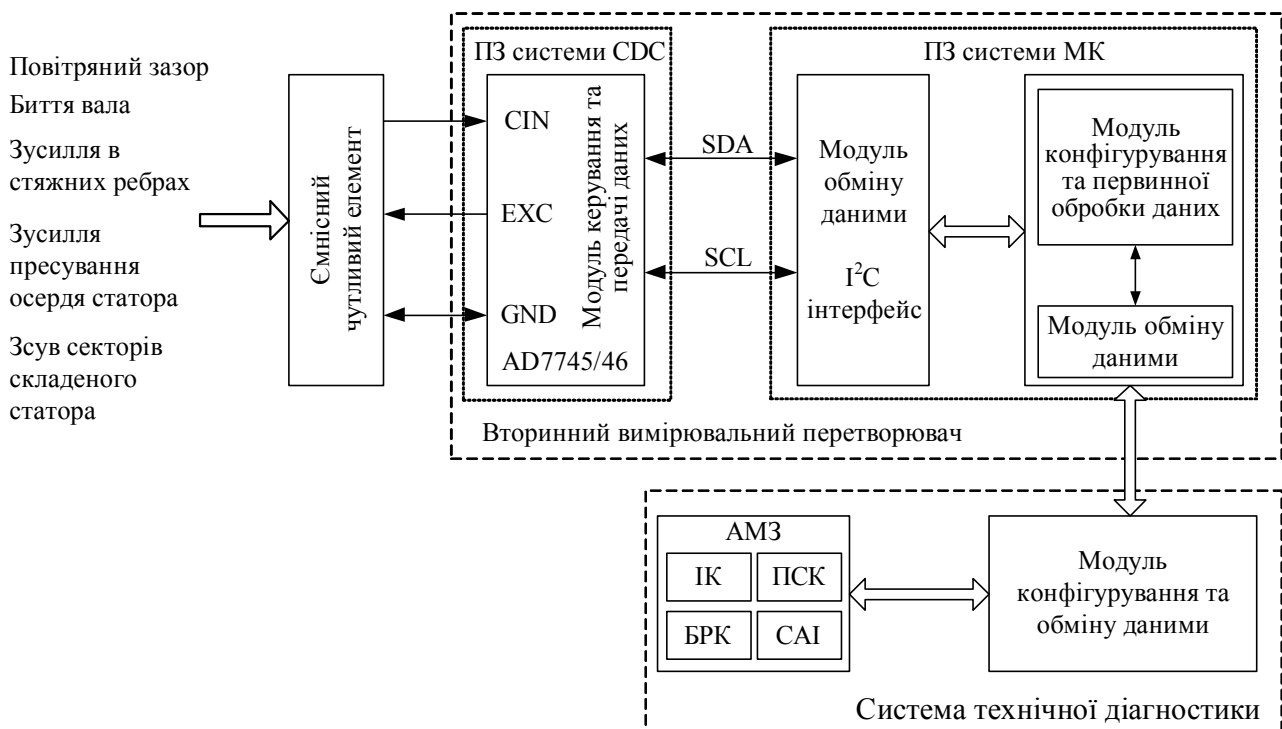 Повітряний зазор
Биття вала
Зусилля в
стяжних ребрах
Зусилля
пресування
осердя статора
Зсув секторів
складеного
статора
Ємнісний
чутливий елемент
ПЗ системи CDC
CIN
EXC
GND
Модуль керування та
передачі даних
AD7745/46
SDA
SCL
ПЗ системи МК
Модуль
обміну
даними
I²C
інтерфейс
Модуль
конфігурування
та первинної
обробки даних
Модуль обміну
даними
Вторинний вимірювальний перетворювач
АМЗ
ІК
ПСК
БРК
САІ
Модуль
конфігурування та
обміну даними
Система технічної діагностики